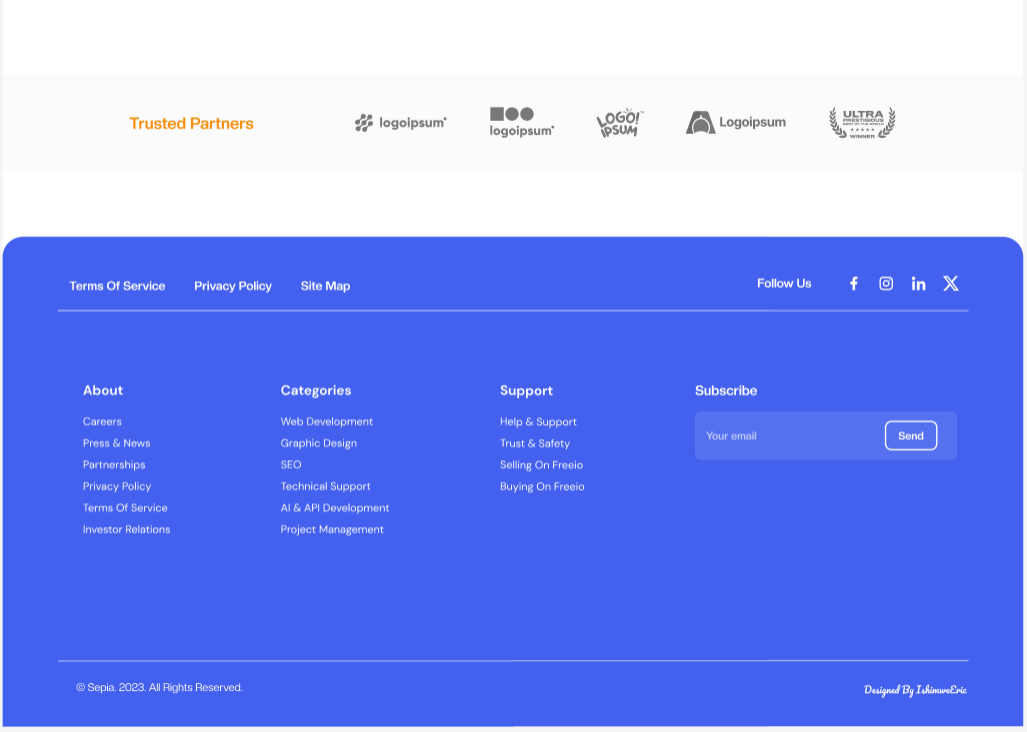 Trusted Partners
logoipsum
logoipsum
LOGO! IPSUM
Logoipsum
ULTRA
PRESTIGIOUS
BEST OF THE WORLD
WINNER
Terms Of Service Privacy Policy Site Map
Follow Us
About
Careers
Press & News
Partnerships
Privacy Policy
Terms Of Service
Investor Relations
Categories
Web Development
Graphic Design
SEO
Technical Support
AI & API Development
Project Management
Support
Help & Support
Trust & Safety
Selling On Freeio
Buying On Freeio
Subscribe
Your email Send
© Sepia. 2023. All Rights Reserved.
Designed By IshimweEric